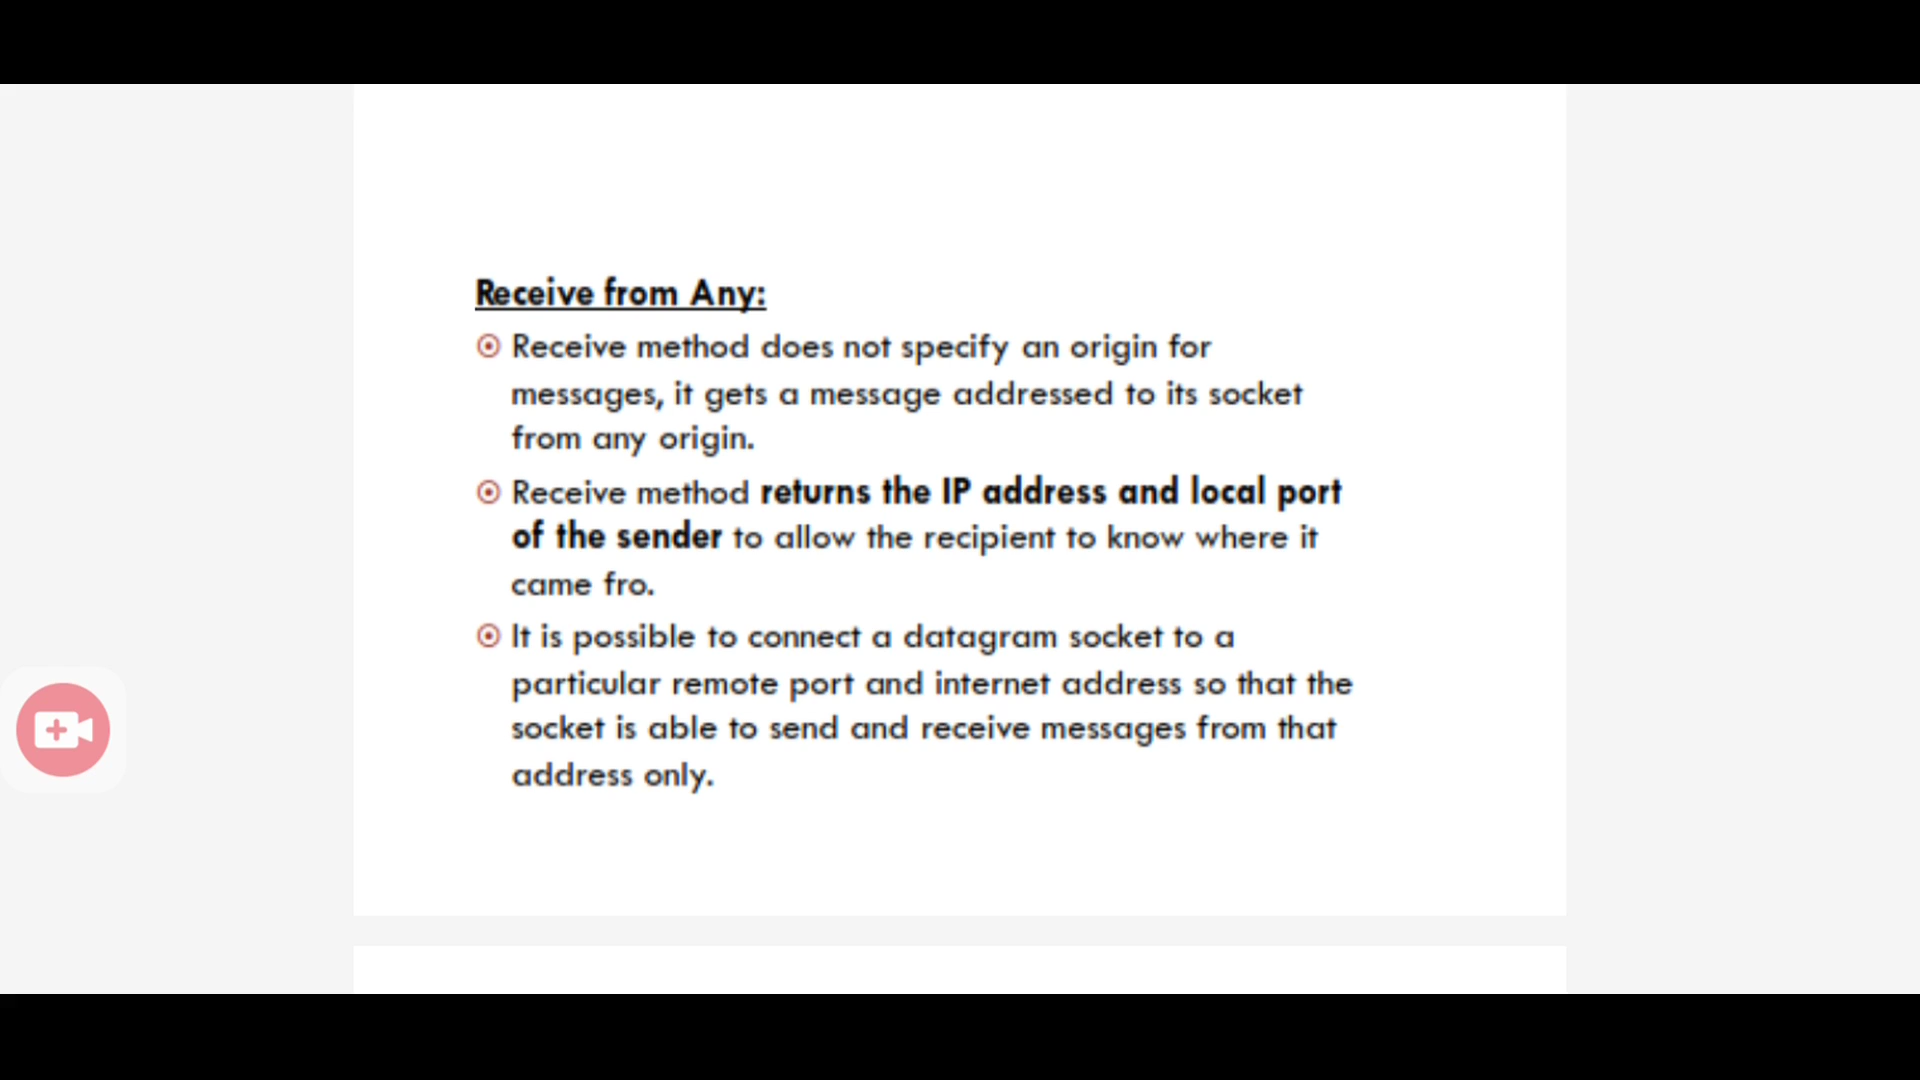 Receive from Any:
Receive method does not specify an origin for
messages, it gets a message addressed to its socket
from any origin.
Receive method returns the IP address and local port
of the sender to allow the recipient to know where it
came fro.
It is possible to connect a datagram socket to a
particular remote port and internet address so that the
socket is able to send and receive messages from that
address only.